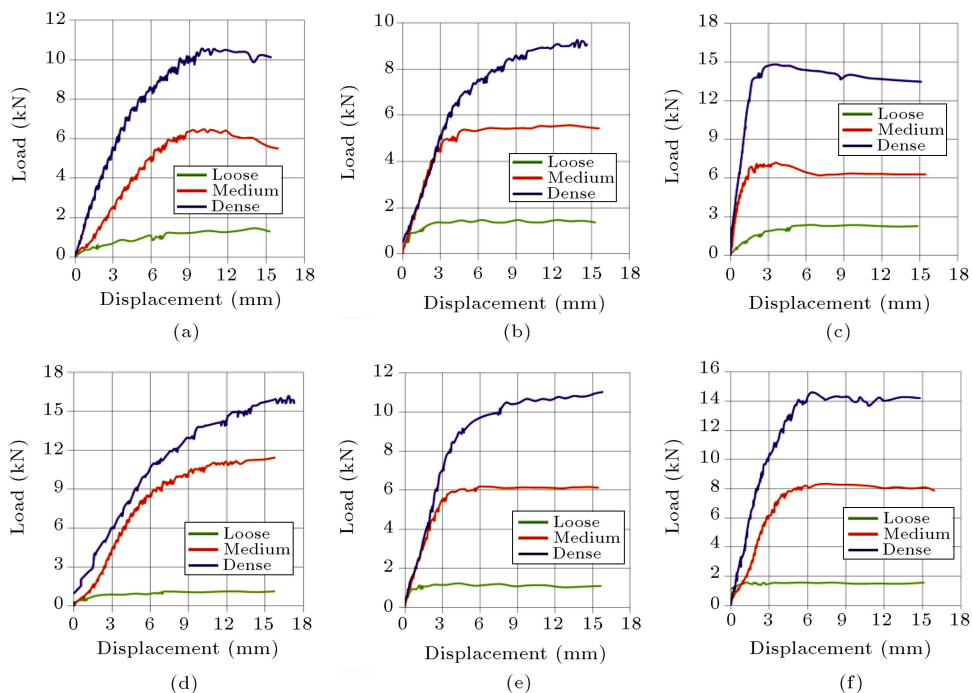 12
10
8
6
4
2
0
Load (kN)
Loose
Medium
Dense
0 3 6 9 12 15 18
Displacement (mm)
(a)
10
8
6
4
2
0
Load (kN)
Loose
Medium
Dense
0 3 6 9 12 15 18
Displacement (mm)
(b)
18
15
12
9
6
3
0
Load (kN)
Loose
Medium
Dense
0 3 6 9 12 15 18
Displacement (mm)
(c)
18
15
12
9
6
3
0
Load (kN)
Loose
Medium
Dense
0 3 6 9 12 15 18
Displacement (mm)
(d)
12
10
8
6
4
2
0
Load (kN)
Loose
Medium
Dense
0 3 6 9 12 15 18
Displacement (mm)
(e)
16
14
12
10
8
6
4
2
0
Load (kN)
Loose
Medium
Dense
0 3 6 9 12 15 18
Displacement (mm)
(f)